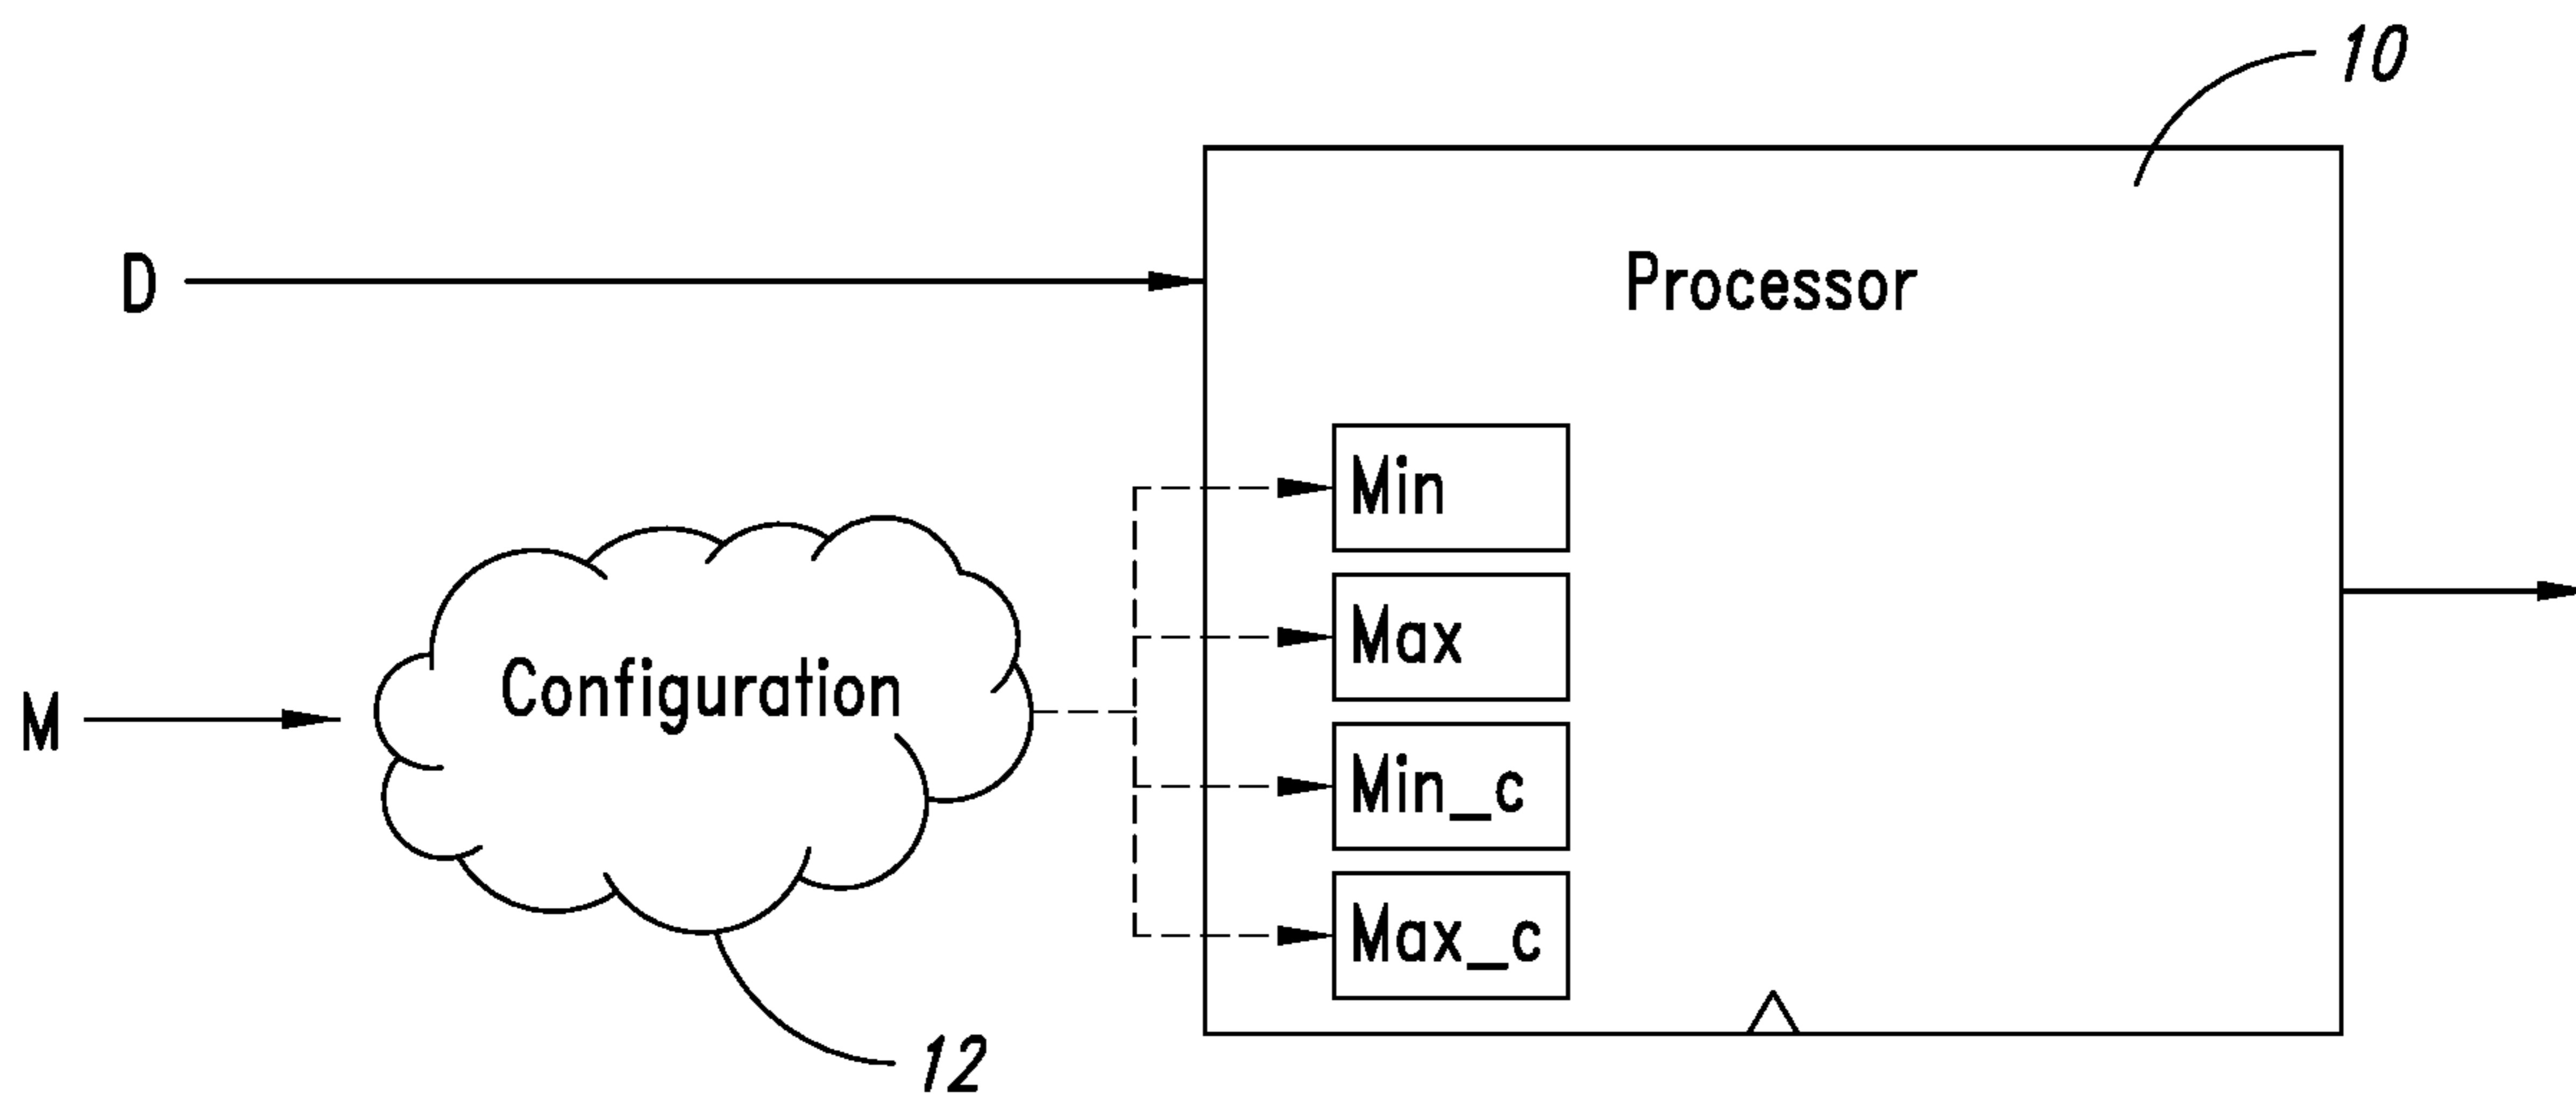 10
D
Processor
Min
Max
Configuration
M
Min_c
Max_c
12